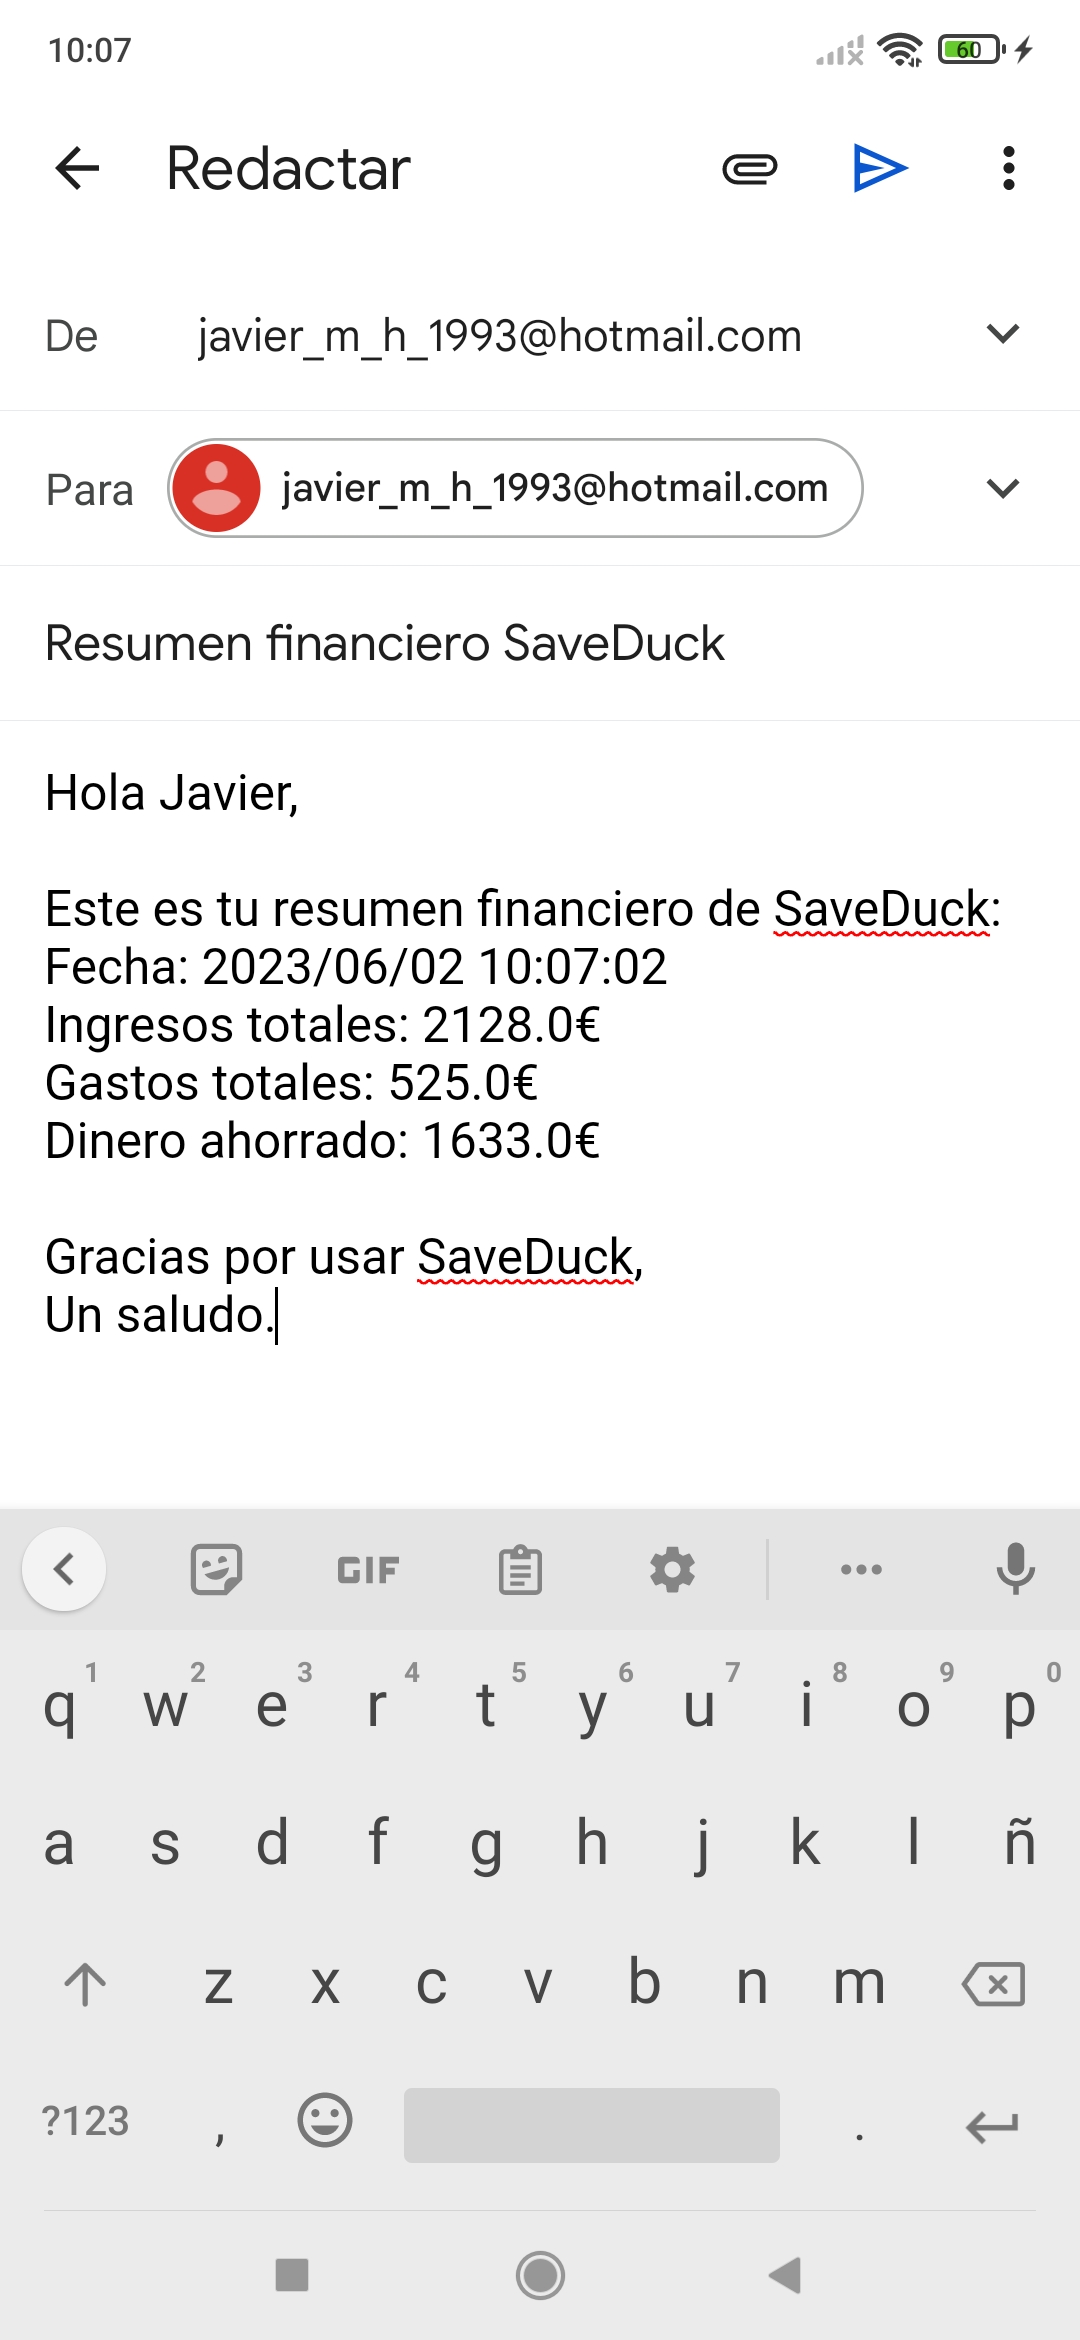 10:07
60
Redactar
De javier_m_h_1993@hotmail.com
Para javier_m_h_1993@hotmail.com
Resumen financiero SaveDuck
Hola Javier,
Este es tu resumen financiero de SaveDuck:
Fecha: 2023/06/02 10:07:02
Ingresos totales: 2128.0€
Gastos totales: 525.0€
Dinero ahorrado: 1633.0€
Gracias por usar SaveDuck,
Un saludo.
GIF
1 2 3 4 5 6 7 8 9 0
q w e r t y u i o p
a s d f g h j k l ñ
z x c v b n m
?123 , .